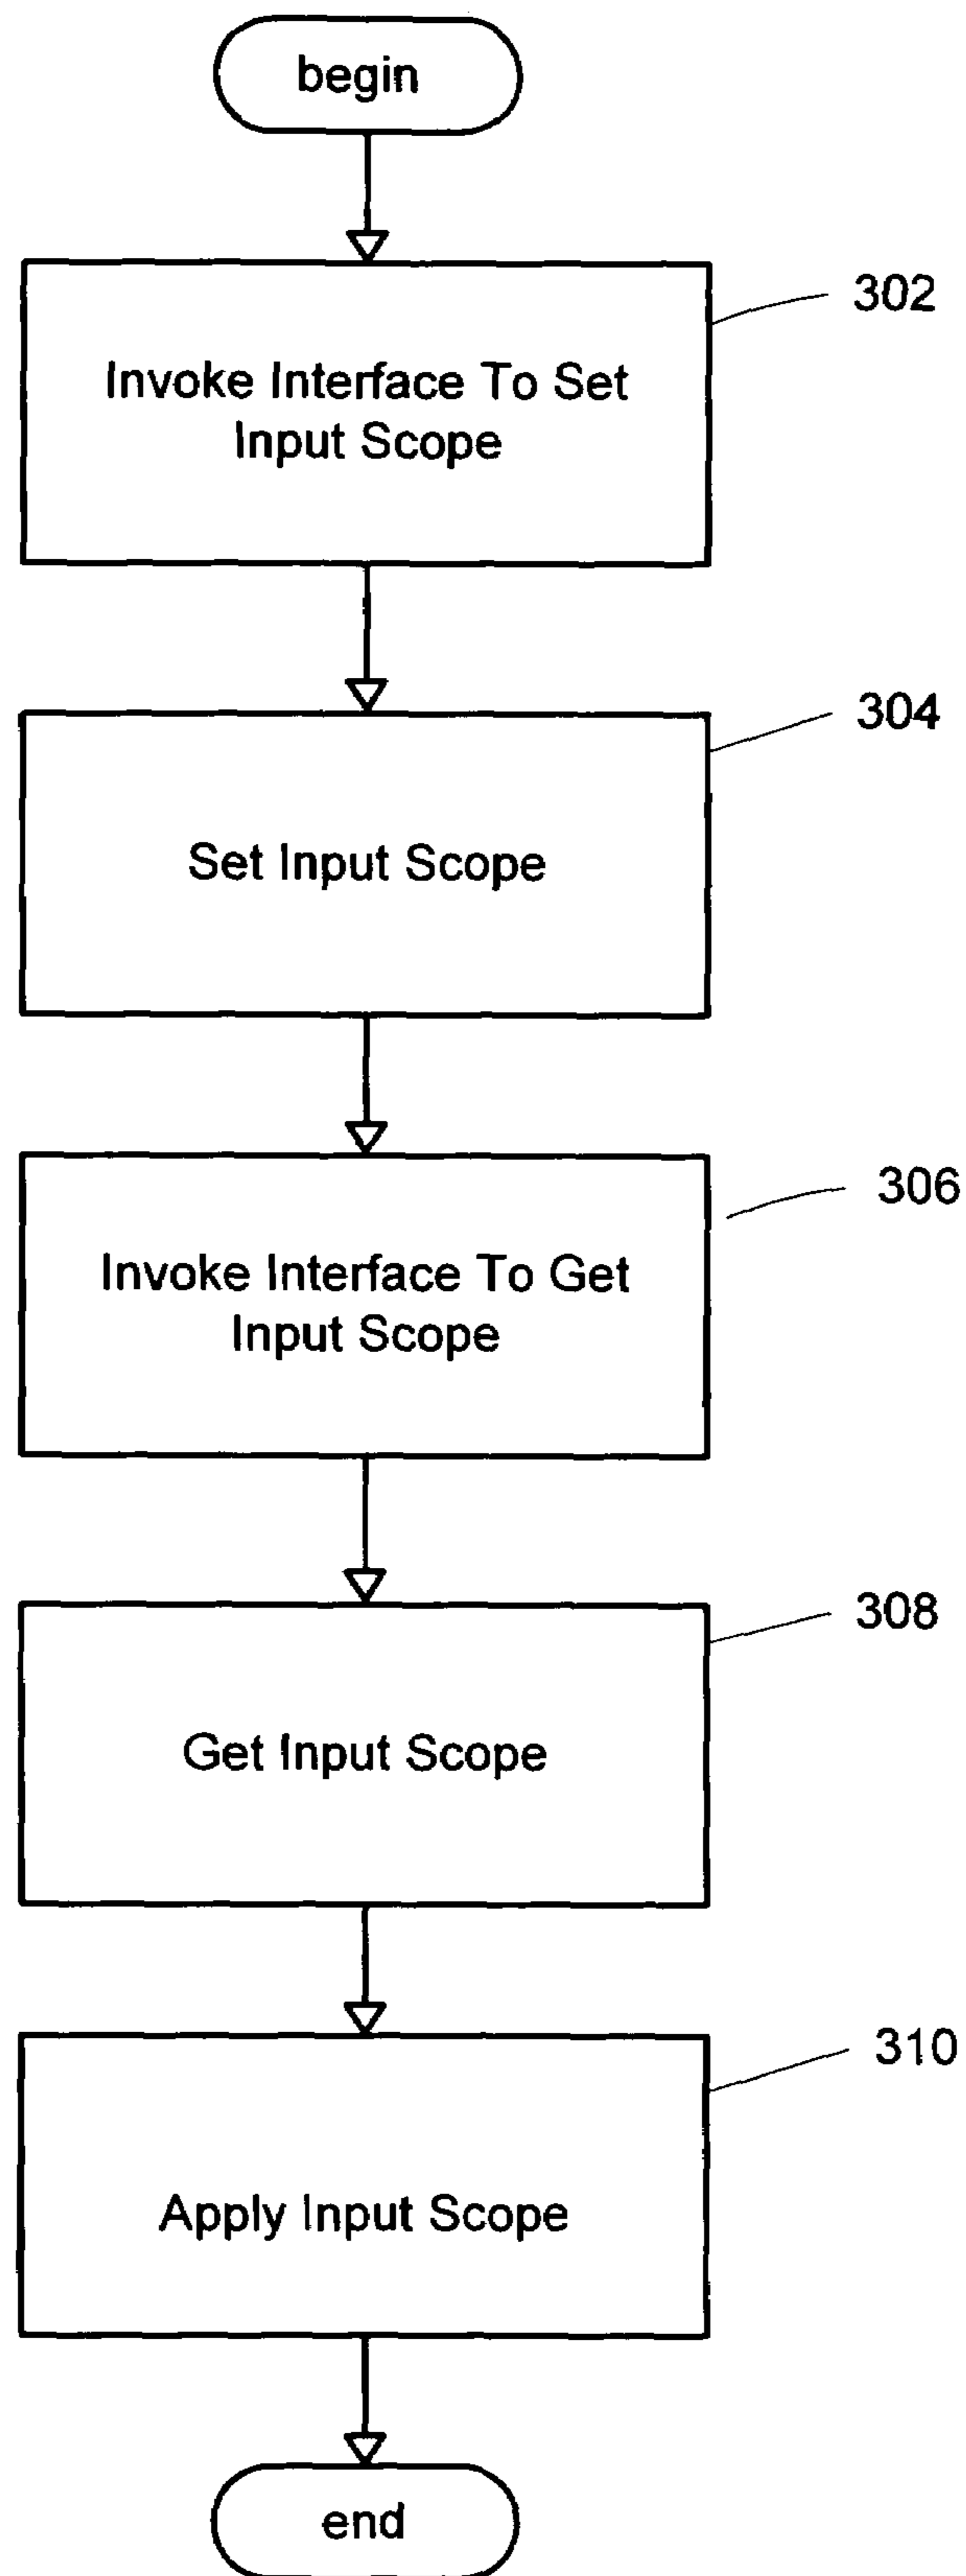 begin
302
Invoke Interface To Set
Input Scope
304
Set Input Scope
306
Invoke Interface To Get
Input Scope
308
Get Input Scope
310
Apply Input Scope
end